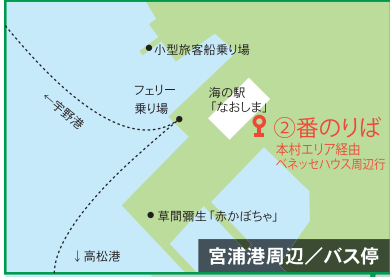 小型旅客船乗り場
フェリー
乗り場
海の駅
「なおしま」
←宇野港
②番のりば
本村エリア経由
ベネッセハウス周辺行
草間彌生「赤かぼちゃ」
↓高松港
宮浦港周辺／バス停